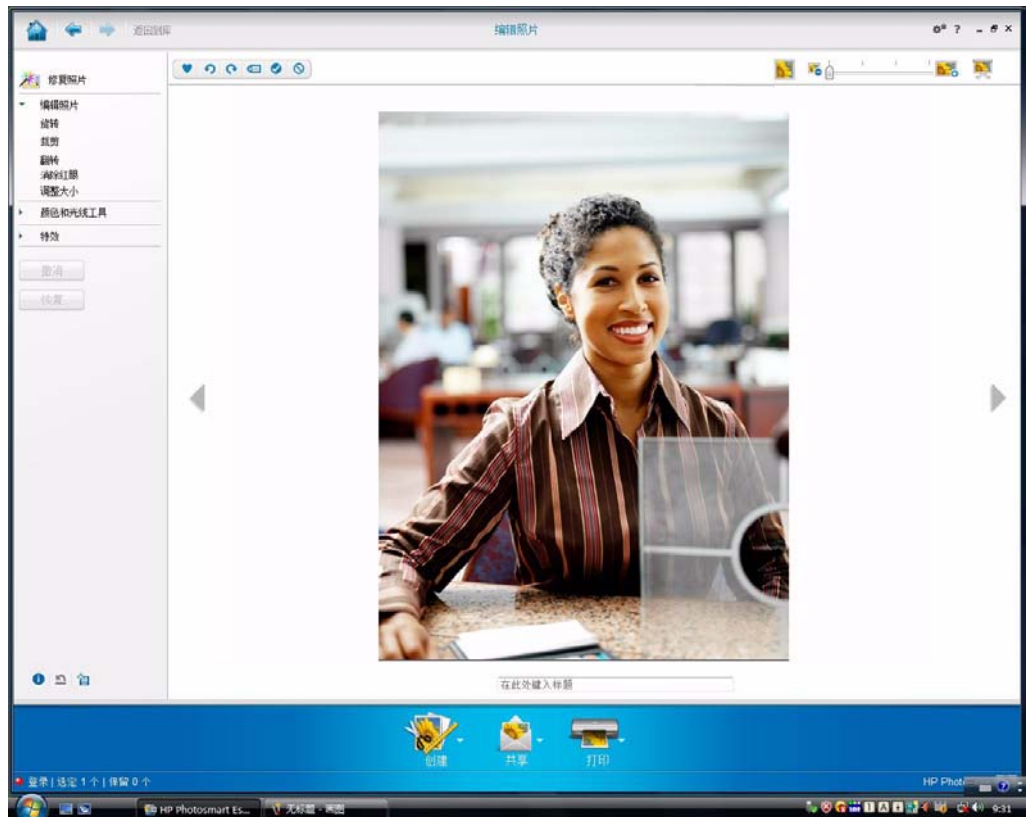 返回到库
编辑照片
?
修复照片
编辑照片
旋转
裁剪
翻转
消除红眼
调整大小
颜色和光线工具
特效
撤消
恢复
在此处键入标题
创建
共享
打印
登录 | 选定 1 个 | 保留 0 个
HP Phot
HP Photosmart Es...
无标题 - 画图
9:31